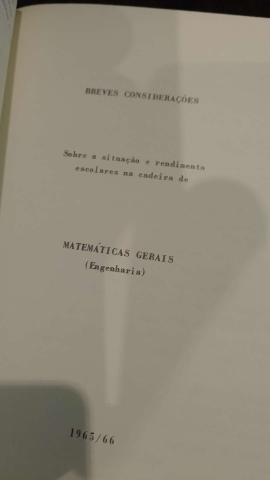 BREVES CONSIDERAÇÕES
Sobre a situação e rendimento
escolares na cadeira de
MATEMÁTICAS GERAIS
(Engenharia)
1965/66